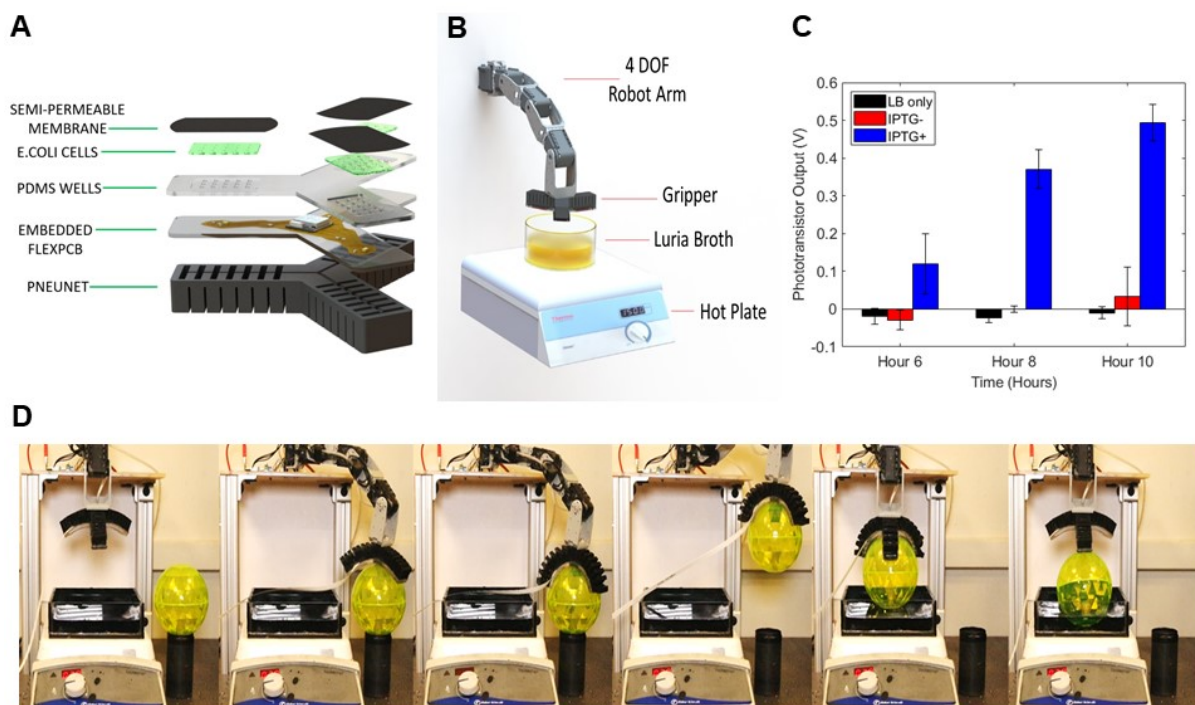 A
SEMI-PERMEABLE
MEMBRANE
E.COLI CELLS
PDMS WELLS
EMBEDDED
FLEXPCB
PNEUNET
B
4 DOF
Robot Arm
Gripper
Luria Broth
Hot Plate
C
Phototransistor Output (V)
0.6
0.5
0.4
0.3
0.2
0.1
0
-0.1
LB only
IPTG-
IPTG+
Hour 6
Hour 8
Hour 10
Time (Hours)
D